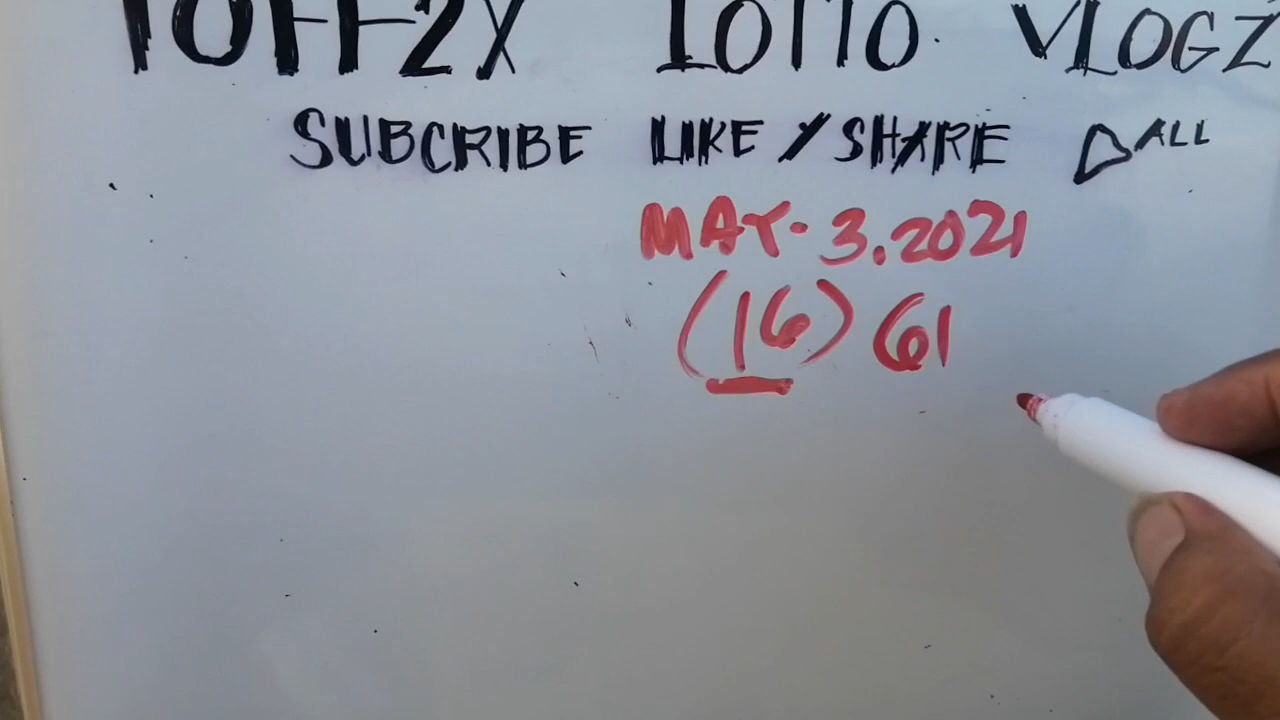 TOFF2X LOTTO VLOGZ
SUBCRIBE LIKE / SHARE ALL
MAY. 3. 2021
(16) 61